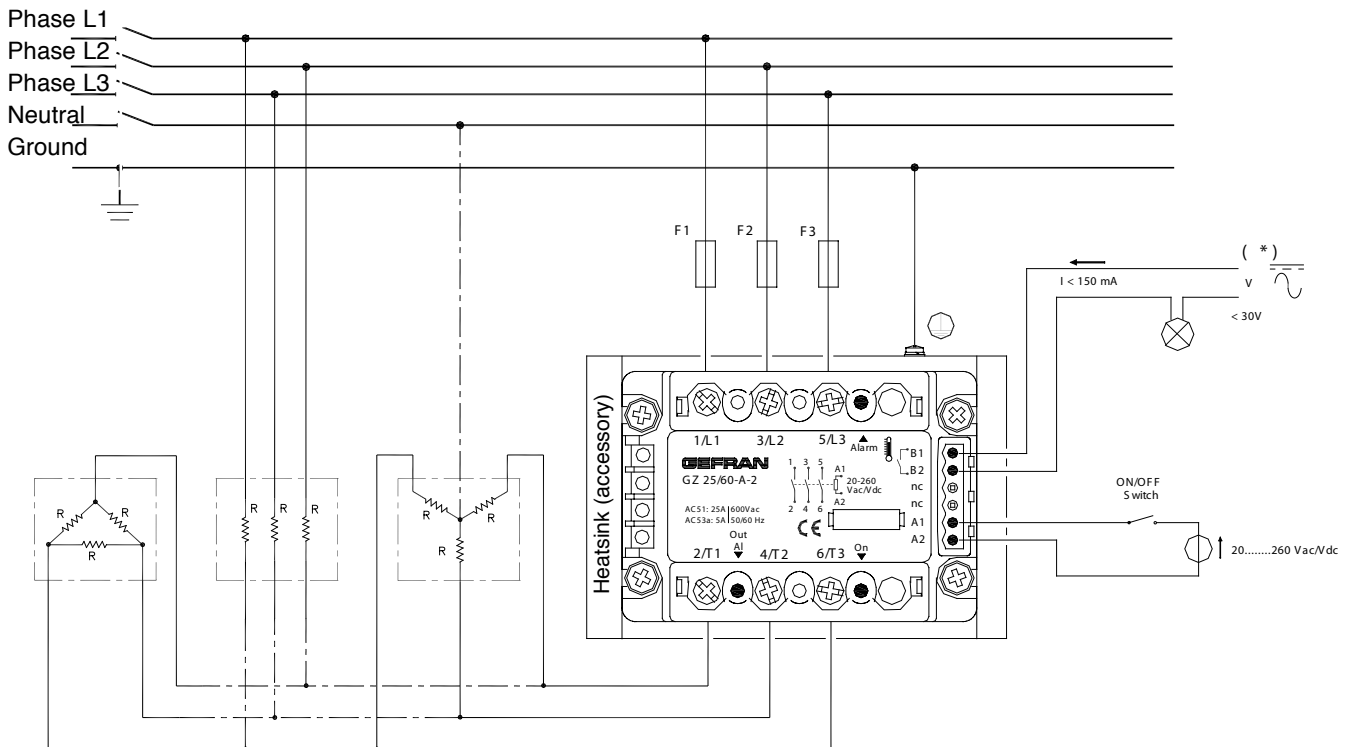 Phase L1
Phase L2
Phase L3
Neutral
Ground
F1 F2 F3
( *)
I < 150 mA
V
< 30V
Heatsink (accessory)
1/L1 3/L2 5/L3
Alarm
GEFRAN
GZ 25/60-A-2
1 3 5
A1
20-260
Vac/Vdc
A2
2 4 6
AC51: 25A 600Vac
AC53a: 5A 50/60 Hz
CE
Out
Al
2/T1 4/T2 6/T3
On
B1
B2
nc
nc
A1
A2
ON/OFF
Switch
20........260 Vac/Vdc
R R R
R R R
R R R